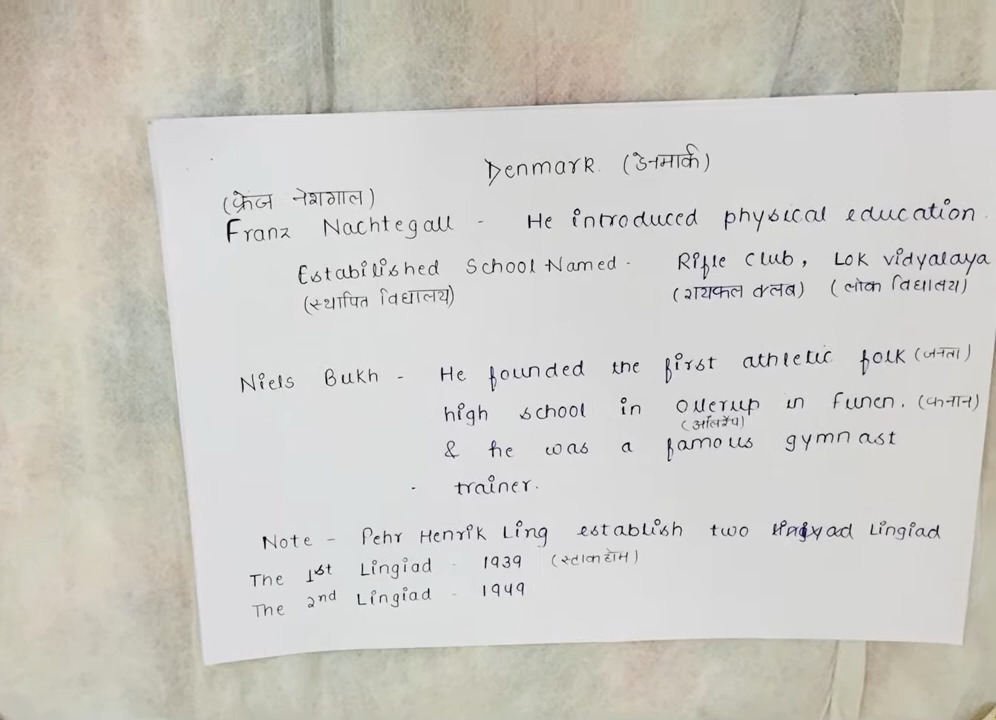 Denmark. (डेनमार्क)
(फ्रेंज नेशगाल)
Franz Nachtegall - He introduced physical education.
Estabilished School Named - Rifle Club, Lok vidyalaya
(स्थापित विद्यालय) (रायफल क्लब) (लोक विद्यालय)
Niels Bukh - He founded the first athletic folk (जनता)
high school in Ollerup in Funen. (फनान)
(ऑलरेप)
& he was a famous gymnast
- trainer.
Note - Pehr Henrik Ling establish two Lingiad
The 1st Lingiad - 1939 (स्टाकहोम)
The 2nd Lingiad - 1949